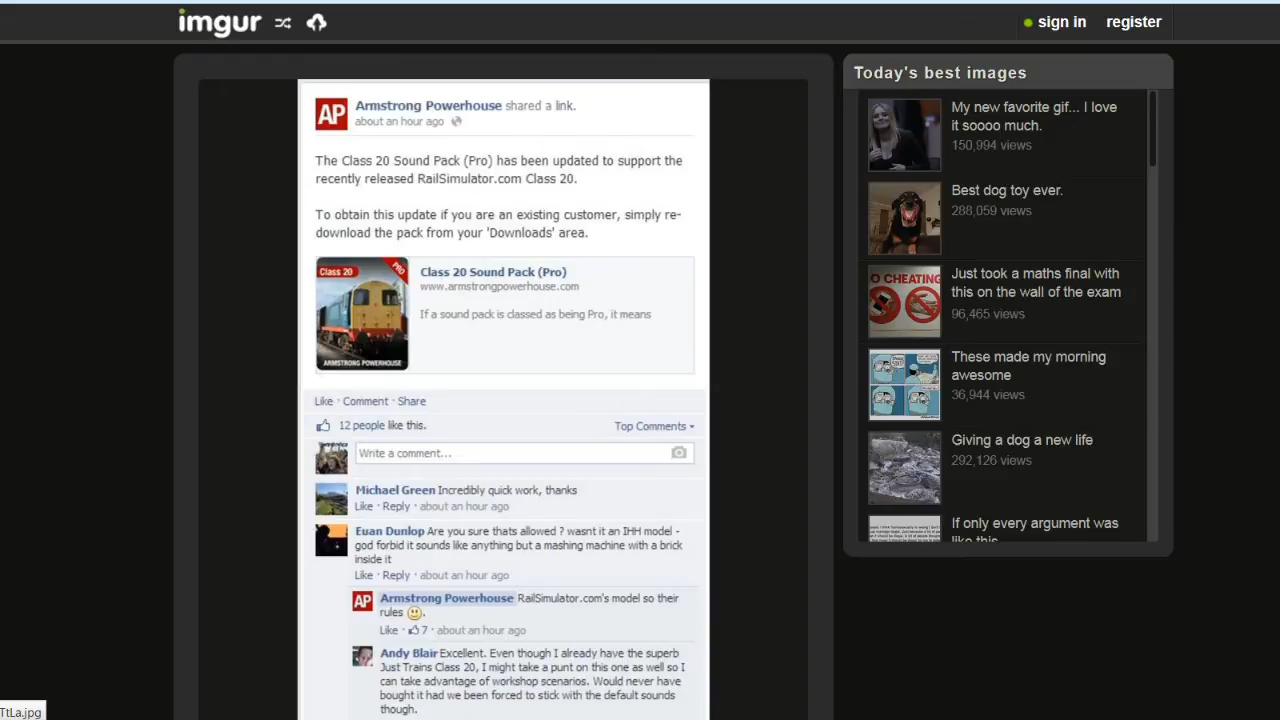 imgur
sign in
register
Armstrong Powerhouse shared a link.
about an hour ago
The Class 20 Sound Pack (Pro) has been updated to support the
recently released RailSimulator.com Class 20.
To obtain this update if you are an existing customer, simply re-
download the pack from your 'Downloads' area.
Class 20
PRO
ARMSTRONG POWERHOUSE
Class 20 Sound Pack (Pro)
www.armstrongpowerhouse.com
If a sound pack is classed as being Pro, it means
Like · Comment · Share
12 people like this.
Top Comments
Write a comment...
Michael Green Incredibly quick work, thanks
Like · Reply · about an hour ago
Euan Dunlop Are you sure thats allowed ? wasnt it an IHH model -
god forbid it sounds like anything but a mashing machine with a brick
inside it
Like · Reply · about an hour ago
AP
Armstrong Powerhouse RailSimulator.com's model so their
rules
Like · 7 · about an hour ago
Andy Blair Excellent. Even though I already have the superb
Just Trains Class 20, I might take a punt on this one as well so I
can take advantage of workshop scenarios. Would never have
bought it had we been forced to stick with the default sounds
though.
AP
Today's best images
My new favorite gif... I love
it soooo much.
150,994 views
Best dog toy ever.
288,059 views
O CHEATING
Just took a maths final with
this on the wall of the exam
96,465 views
These made my morning
awesome
36,944 views
Giving a dog a new life
292,126 views
If only every argument was
like this
TtLa.jpg